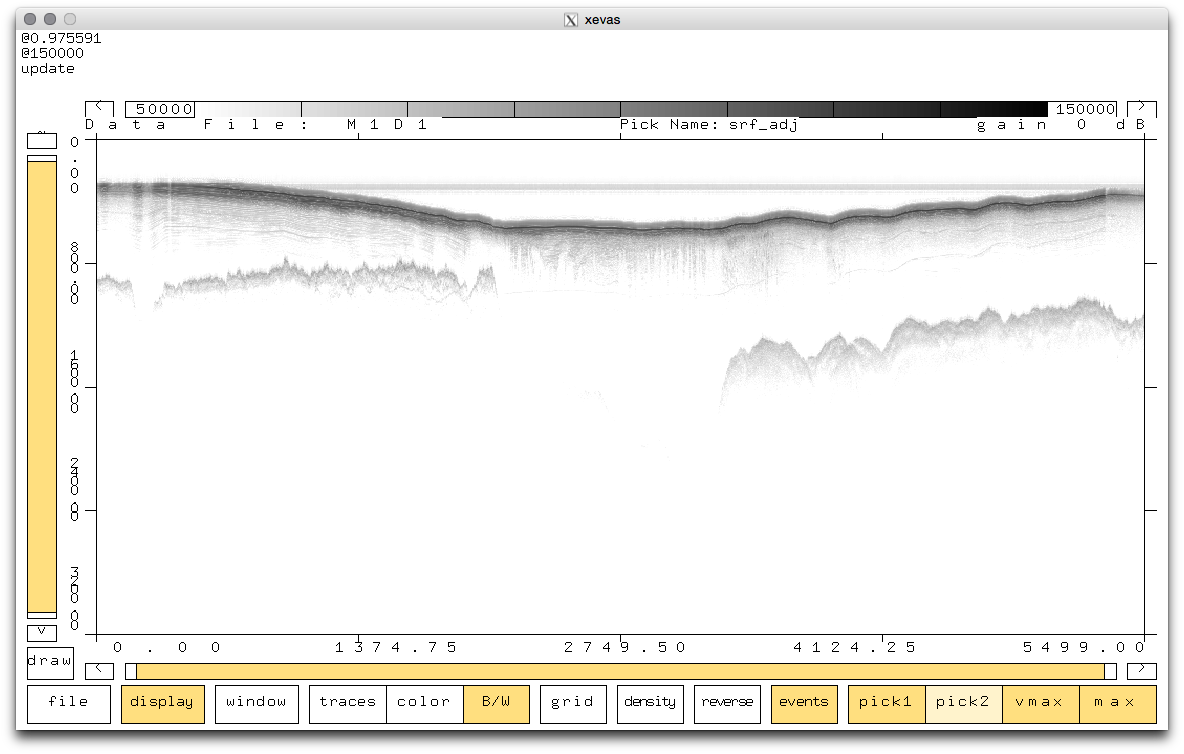 xevas
@0.975591
@150000
update
< 50000 150000 >
Data File: M1D1 Pick Name: srf_adj gain 0 dB
0.00
80.00
1600.00
2400.00
3200.00
0.00 1374.75 2749.50 4124.25 5499.00
draw < >
file display window traces color B/W grid density reverse events pick1 pick2 vmax max